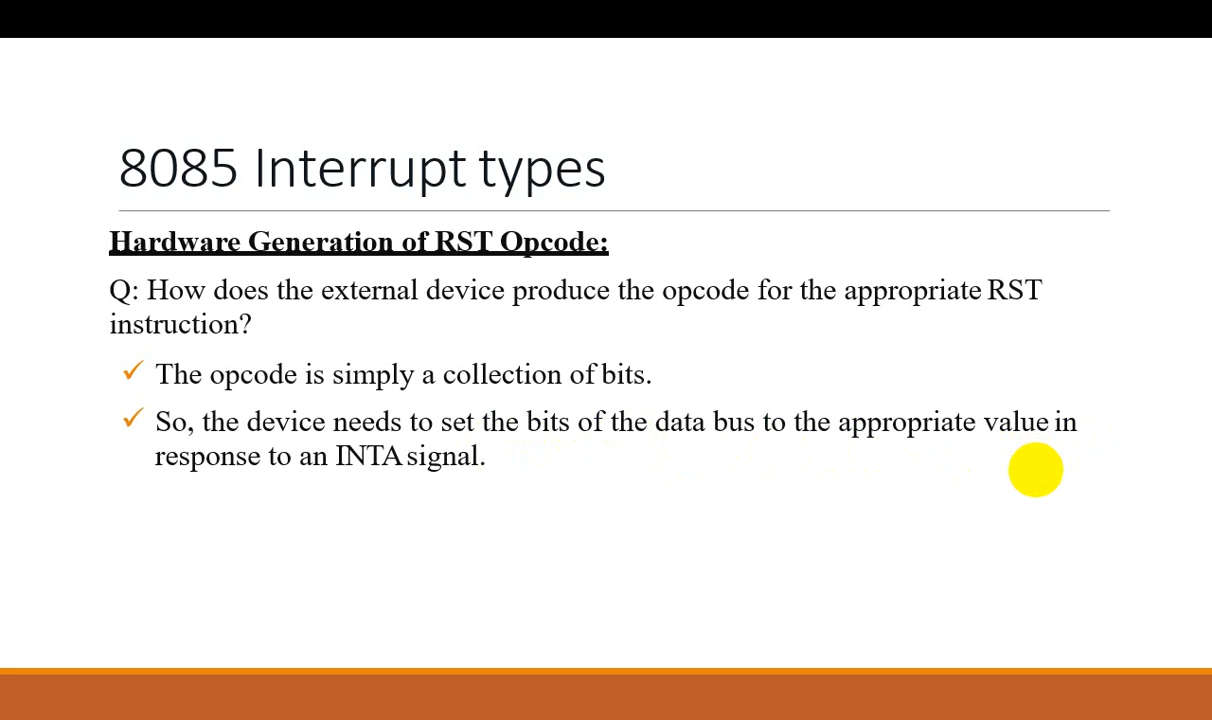 8085 Interrupt types
Hardware Generation of RST Opcode:
Q: How does the external device produce the opcode for the appropriate RST
instruction?
✓ The opcode is simply a collection of bits.
✓ So, the device needs to set the bits of the data bus to the appropriate value in
response to an INTA signal.